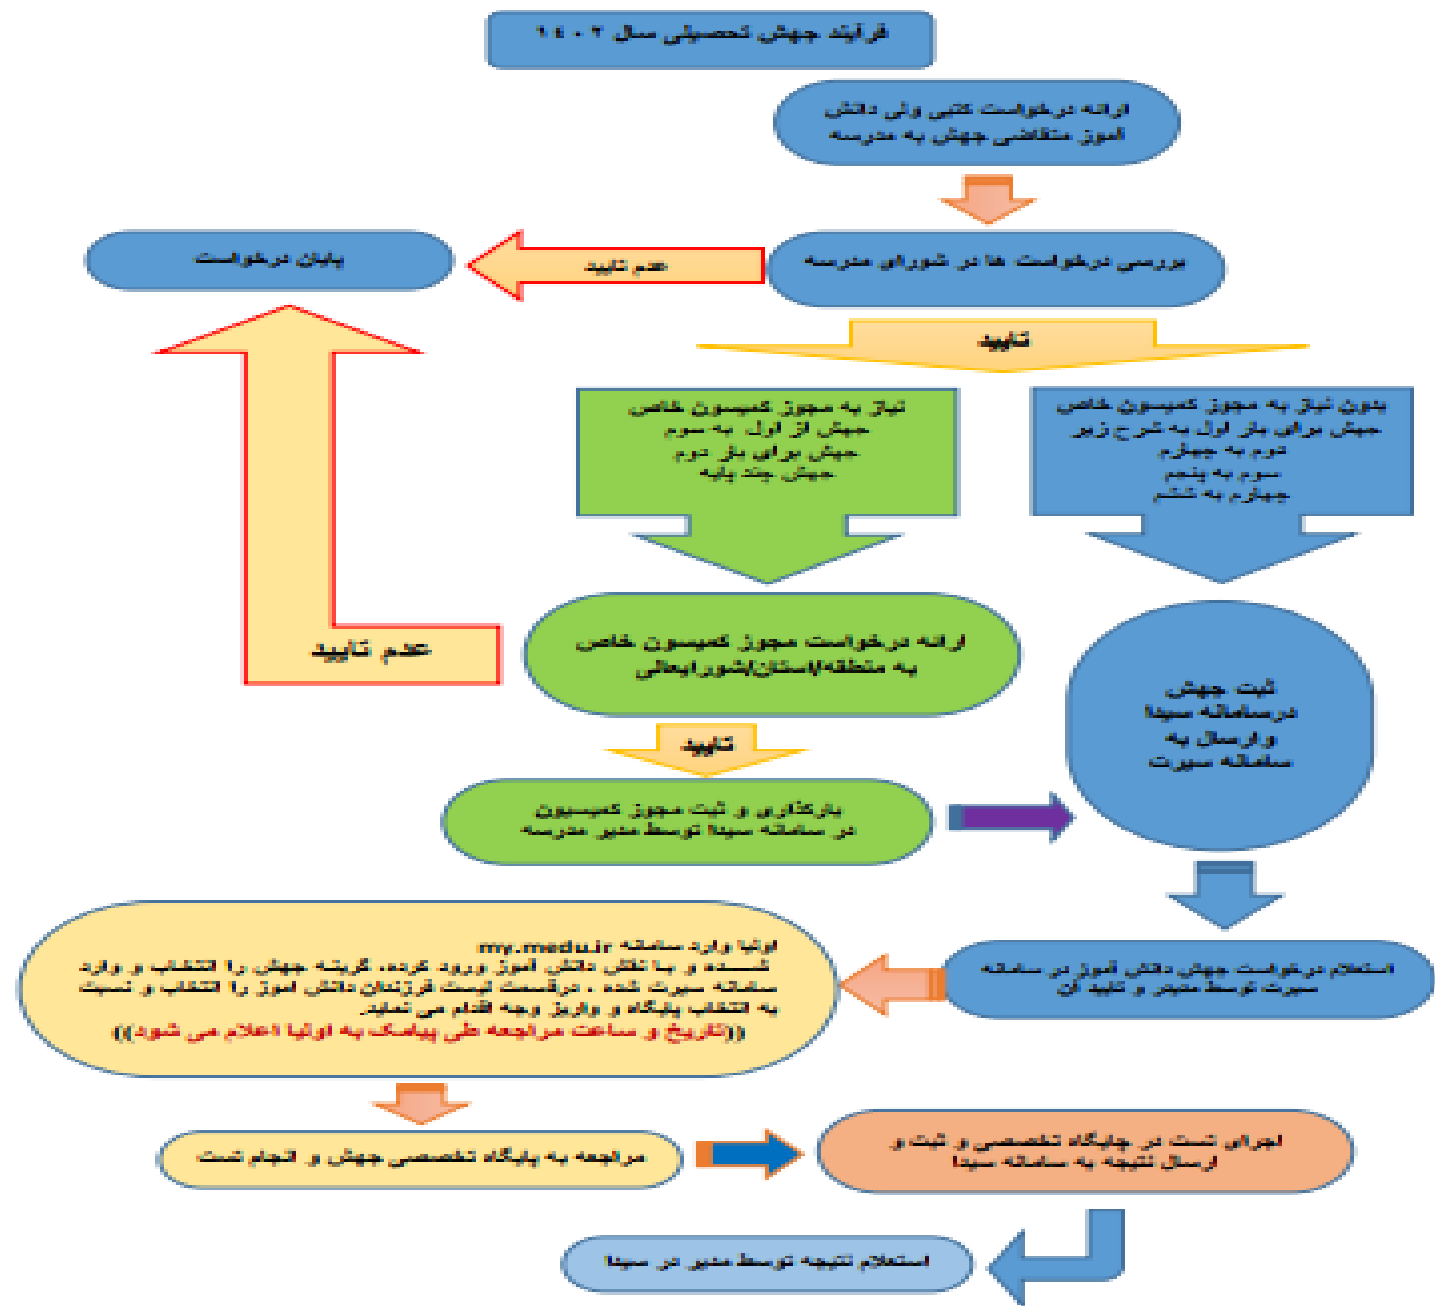 فرآیند جهش تحصیلی سال ۱۴۰۲
ارائه درخواست کتبی ولی دانش
آموز متقاضی جهش به مدرسه
بررسی درخواست ها در شورای مدرسه
عدم تایید
پایان درخواست
تایید
بدون نیاز به مجوز کمیسون خاص
جهش برای بار اول به شرح زیر
دوم به چهارم
سوم به پنجم
چهارم به ششم
نیاز به مجوز کمیسون خاص
جهش از اول به سوم
جهش برای بار دوم
جهش چند پایه
ارائه درخواست مجوز کمیسون خاص
به منطقه/استان/شورایعالی
عدم تایید
تایید
بارگذاری و ثبت مجوز کمیسیون
در سامانه سیدا توسط مدیر مدرسه
ثبت جهش
درسامانه سیدا
وارسال به
سامانه سیرت
استعلام درخواست جهش دانش آموز در سامانه
سیرت توسط مدیر و تایید آن
اولیا وارد سامانه my.medu.ir
شده و با نقش دانش آموز ورود کرده، گزینه جهش را انتخاب و وارد
سامانه سیرت شده ، درقسمت لیست فرزندان دانش آموز را انتخاب و نسبت
به انتخاب پایگاه و واریز وجه اقدام می نماید.
((تاریخ و ساعت مراجعه طی پیامک به اولیا اعلام می شود))
مراجعه به پایگاه تخصصی جهش و انجام تست
اجرای تست در جایگاه تخصصی و ثبت و
ارسال نتیجه به سامانه سیدا
استعلام نتیجه توسط مدیر در سیدا